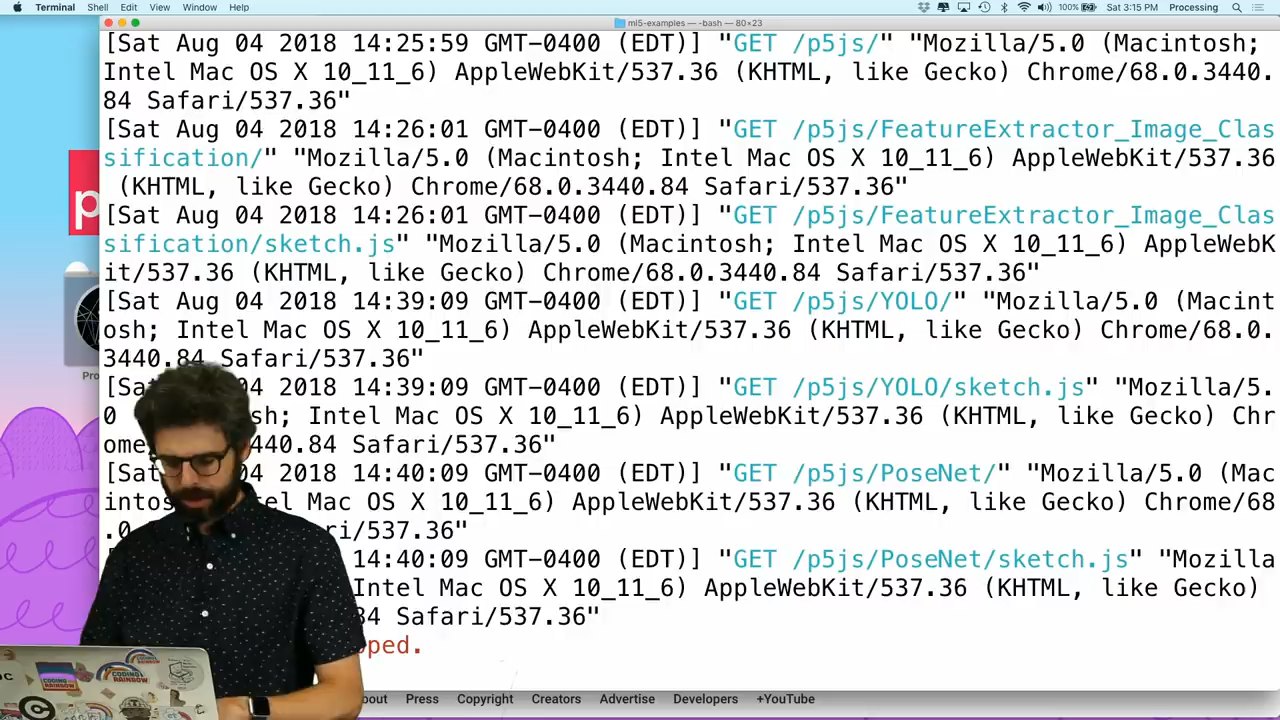 Terminal Shell Edit View Window Help 100% Sat 3:15 PM Processing
ml5-examples — -bash — 80×23
[Sat Aug 04 2018 14:25:59 GMT-0400 (EDT)] "GET /p5js/" "Mozilla/5.0 (Macintosh;
Intel Mac OS X 10_11_6) AppleWebKit/537.36 (KHTML, like Gecko) Chrome/68.0.3440.
84 Safari/537.36"
[Sat Aug 04 2018 14:26:01 GMT-0400 (EDT)] "GET /p5js/FeatureExtractor_Image_Clas
sification/" "Mozilla/5.0 (Macintosh; Intel Mac OS X 10_11_6) AppleWebKit/537.36
(KHTML, like Gecko) Chrome/68.0.3440.84 Safari/537.36"
[Sat Aug 04 2018 14:26:01 GMT-0400 (EDT)] "GET /p5js/FeatureExtractor_Image_Clas
sification/sketch.js" "Mozilla/5.0 (Macintosh; Intel Mac OS X 10_11_6) AppleWebK
it/537.36 (KHTML, like Gecko) Chrome/68.0.3440.84 Safari/537.36"
[Sat Aug 04 2018 14:39:09 GMT-0400 (EDT)] "GET /p5js/YOLO/" "Mozilla/5.0 (Macint
osh; Intel Mac OS X 10_11_6) AppleWebKit/537.36 (KHTML, like Gecko) Chrome/68.0.
3440.84 Safari/537.36"
[Sat Aug 04 2018 14:39:09 GMT-0400 (EDT)] "GET /p5js/YOLO/sketch.js" "Mozilla/5.
0 sh; Intel Mac OS X 10_11_6) AppleWebKit/537.36 (KHTML, like Gecko) Chr
ome 440.84 Safari/537.36"
[Sat Aug 04 2018 14:40:09 GMT-0400 (EDT)] "GET /p5js/PoseNet/" "Mozilla/5.0 (Mac
intos el Mac OS X 10_11_6) AppleWebKit/537.36 (KHTML, like Gecko) Chrome/68
.0 ri/537.36"
14:40:09 GMT-0400 (EDT)] "GET /p5js/PoseNet/sketch.js" "Mozilla
Intel Mac OS X 10_11_6) AppleWebKit/537.36 (KHTML, like Gecko)
84 Safari/537.36"
pped.
bout Press Copyright Creators Advertise Developers +YouTube
p
Pro
CODING
RAINBOW
CODING
RAINBOW
C